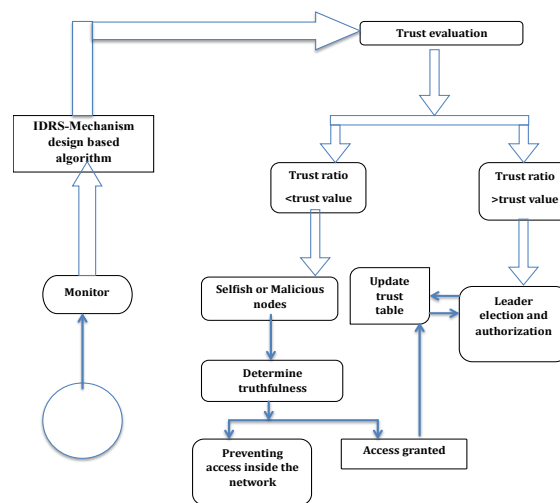 Trust evaluation
IDRS-Mechanism
design based
algorithm
Trust ratio
<trust value
Trust ratio
>trust value
Monitor
Selfish or Malicious
nodes
Update
trust
table
Leader
election and
authorization
Determine
truthfulness
Preventing
access inside the
network
Access granted